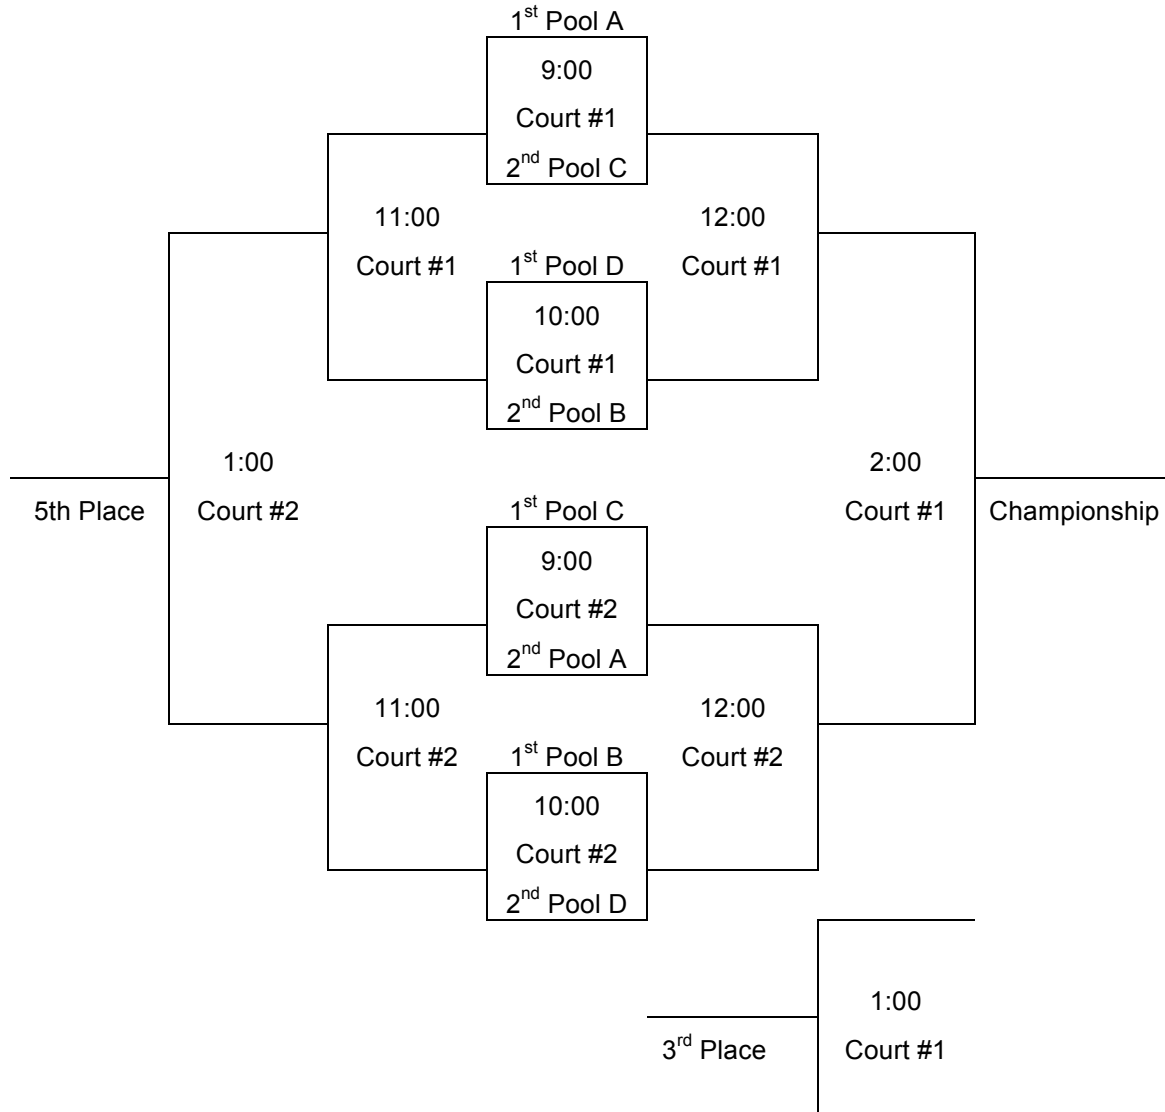 1st Pool A
9:00
Court #1
2nd Pool C
11:00
12:00
Court #1
1st Pool D
Court #1
10:00
Court #1
2nd Pool B
1:00
2:00
5th Place
Court #2
1st Pool C
Court #1
Championship
9:00
Court #2
2nd Pool A
11:00
12:00
Court #2
1st Pool B
Court #2
10:00
Court #2
2nd Pool D
1:00
3rd Place
Court #1